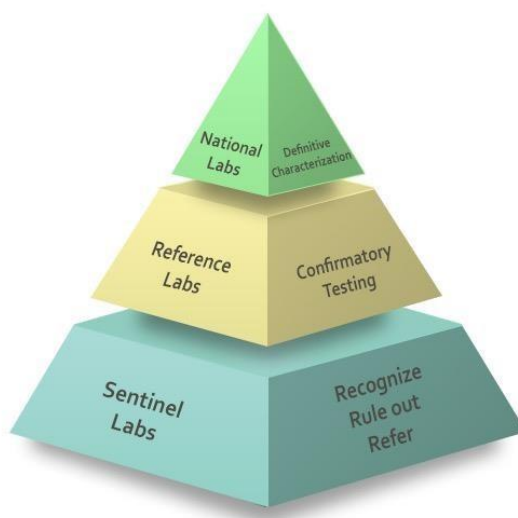 National
Labs
Definitive
Characterization
Reference
Labs
Confirmatory
Testing
Sentinel
Labs
Recognize
Rule out
Refer